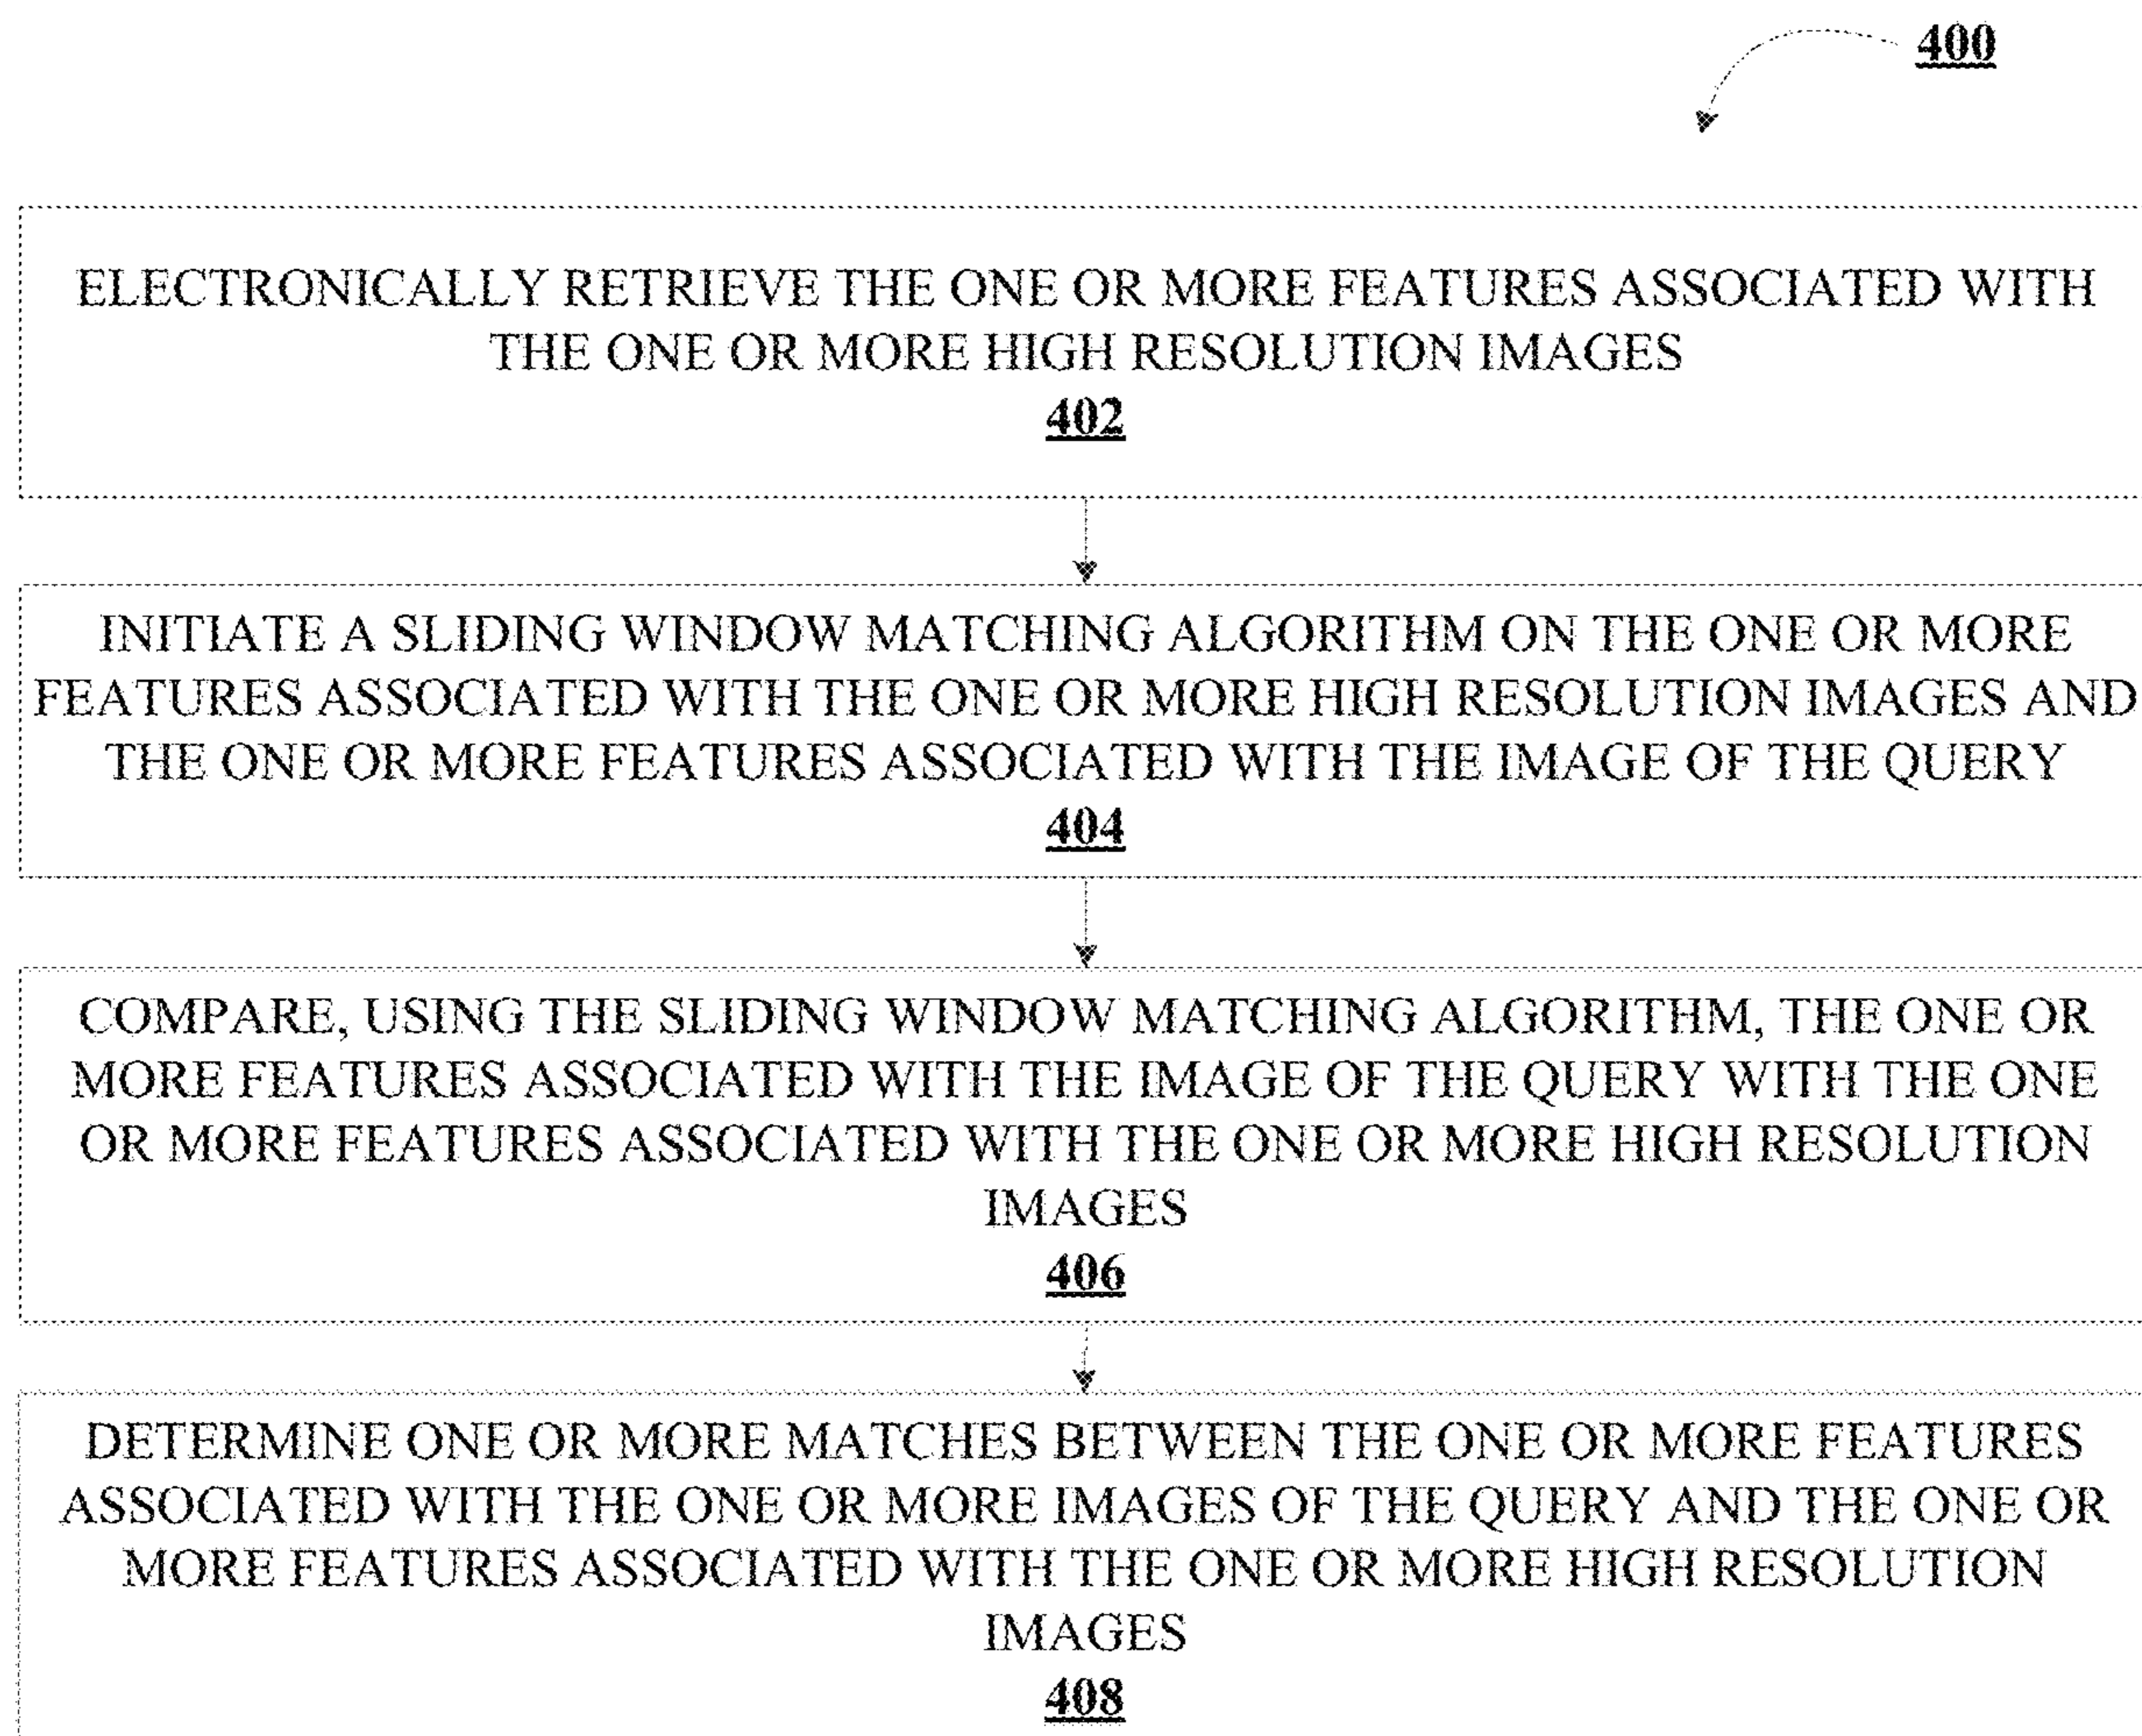 400
ELECTRONICALLY RETRIEVE THE ONE OR MORE FEATURES ASSOCIATED WITH
THE ONE OR MORE HIGH RESOLUTION IMAGES
402
INITIATE A SLIDING WINDOW MATCHING ALGORITHM ON THE ONE OR MORE
FEATURES ASSOCIATED WITH THE ONE OR MORE HIGH RESOLUTION IMAGES AND
THE ONE OR MORE FEATURES ASSOCIATED WITH THE IMAGE OF THE QUERY
404
COMPARE, USING THE SLIDING WINDOW MATCHING ALGORITHM, THE ONE OR
MORE FEATURES ASSOCIATED WITH THE IMAGE OF THE QUERY WITH THE ONE
OR MORE FEATURES ASSOCIATED WITH THE ONE OR MORE HIGH RESOLUTION
IMAGES
406
DETERMINE ONE OR MORE MATCHES BETWEEN THE ONE OR MORE FEATURES
ASSOCIATED WITH THE ONE OR MORE IMAGES OF THE QUERY AND THE ONE OR
MORE FEATURES ASSOCIATED WITH THE ONE OR MORE HIGH RESOLUTION
IMAGES
408